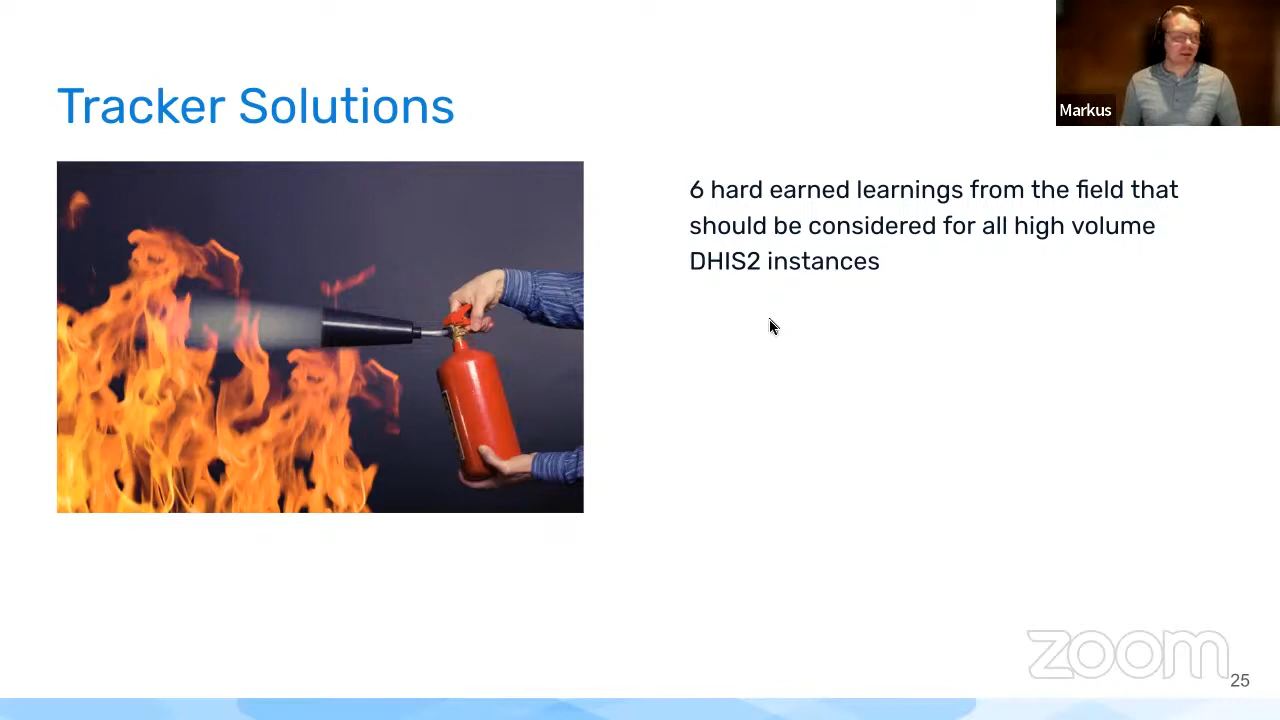 Tracker Solutions
Markus
6 hard earned learnings from the field that
should be considered for all high volume
DHIS2 instances
zoom
25